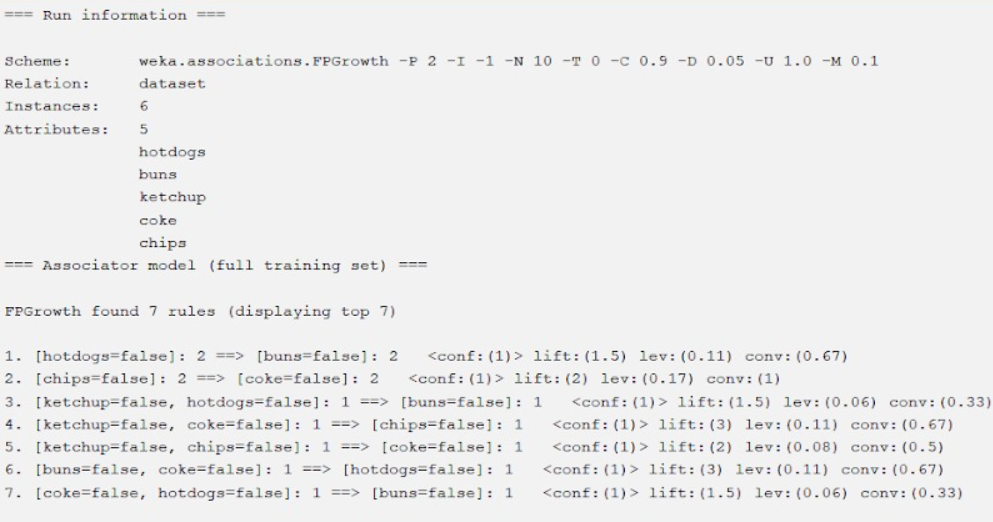 === Run information ===
Scheme: weka.associations.FPGrowth -P 2 -I -1 -N 10 -T 0 -C 0.9 -D 0.05 -U 1.0 -M 0.1
Relation: dataset
Instances: 6
Attributes: 5
hotdogs
buns
ketchup
coke
chips
=== Associator model (full training set) ===
FPGrowth found 7 rules (displaying top 7)
1. [hotdogs=false]: 2 ==> [buns=false]: 2 <conf:(1)> lift:(1.5) lev:(0.11) conv:(0.67)
2. [chips=false]: 2 ==> [coke=false]: 2 <conf:(1)> lift:(2) lev:(0.17) conv:(1)
3. [ketchup=false, hotdogs=false]: 1 ==> [buns=false]: 1 <conf:(1)> lift:(1.5) lev:(0.06) conv:(0.33)
4. [ketchup=false, coke=false]: 1 ==> [chips=false]: 1 <conf:(1)> lift:(3) lev:(0.11) conv:(0.67)
5. [ketchup=false, chips=false]: 1 ==> [coke=false]: 1 <conf:(1)> lift:(2) lev:(0.08) conv:(0.5)
6. [buns=false, coke=false]: 1 ==> [hotdogs=false]: 1 <conf:(1)> lift:(3) lev:(0.11) conv:(0.67)
7. [coke=false, hotdogs=false]: 1 ==> [buns=false]: 1 <conf:(1)> lift:(1.5) lev:(0.06) conv:(0.33)